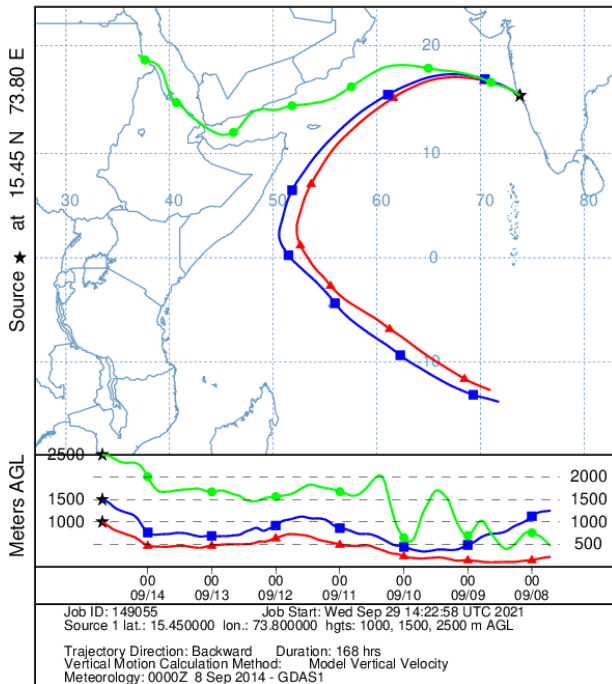 Source ★ at 15.45 N 73.80 E
20
10
30 40 50 60 70 80
0
10
Meters AGL
2500
1500
1000
2000
1500
1000
500
00 00 00 00 00 00 00
09/14 09/13 09/12 09/11 09/10 09/09 09/08
Job ID: 149055 Job Start: Wed Sep 29 14:22:58 UTC 2021
Source 1 lat.: 15.450000 lon.: 73.800000 hgts: 1000, 1500, 2500 m AGL
Trajectory Direction: Backward Duration: 168 hrs
Vertical Motion Calculation Method: Model Vertical Velocity
Meteorology: 0000Z 8 Sep 2014 - GDAS1